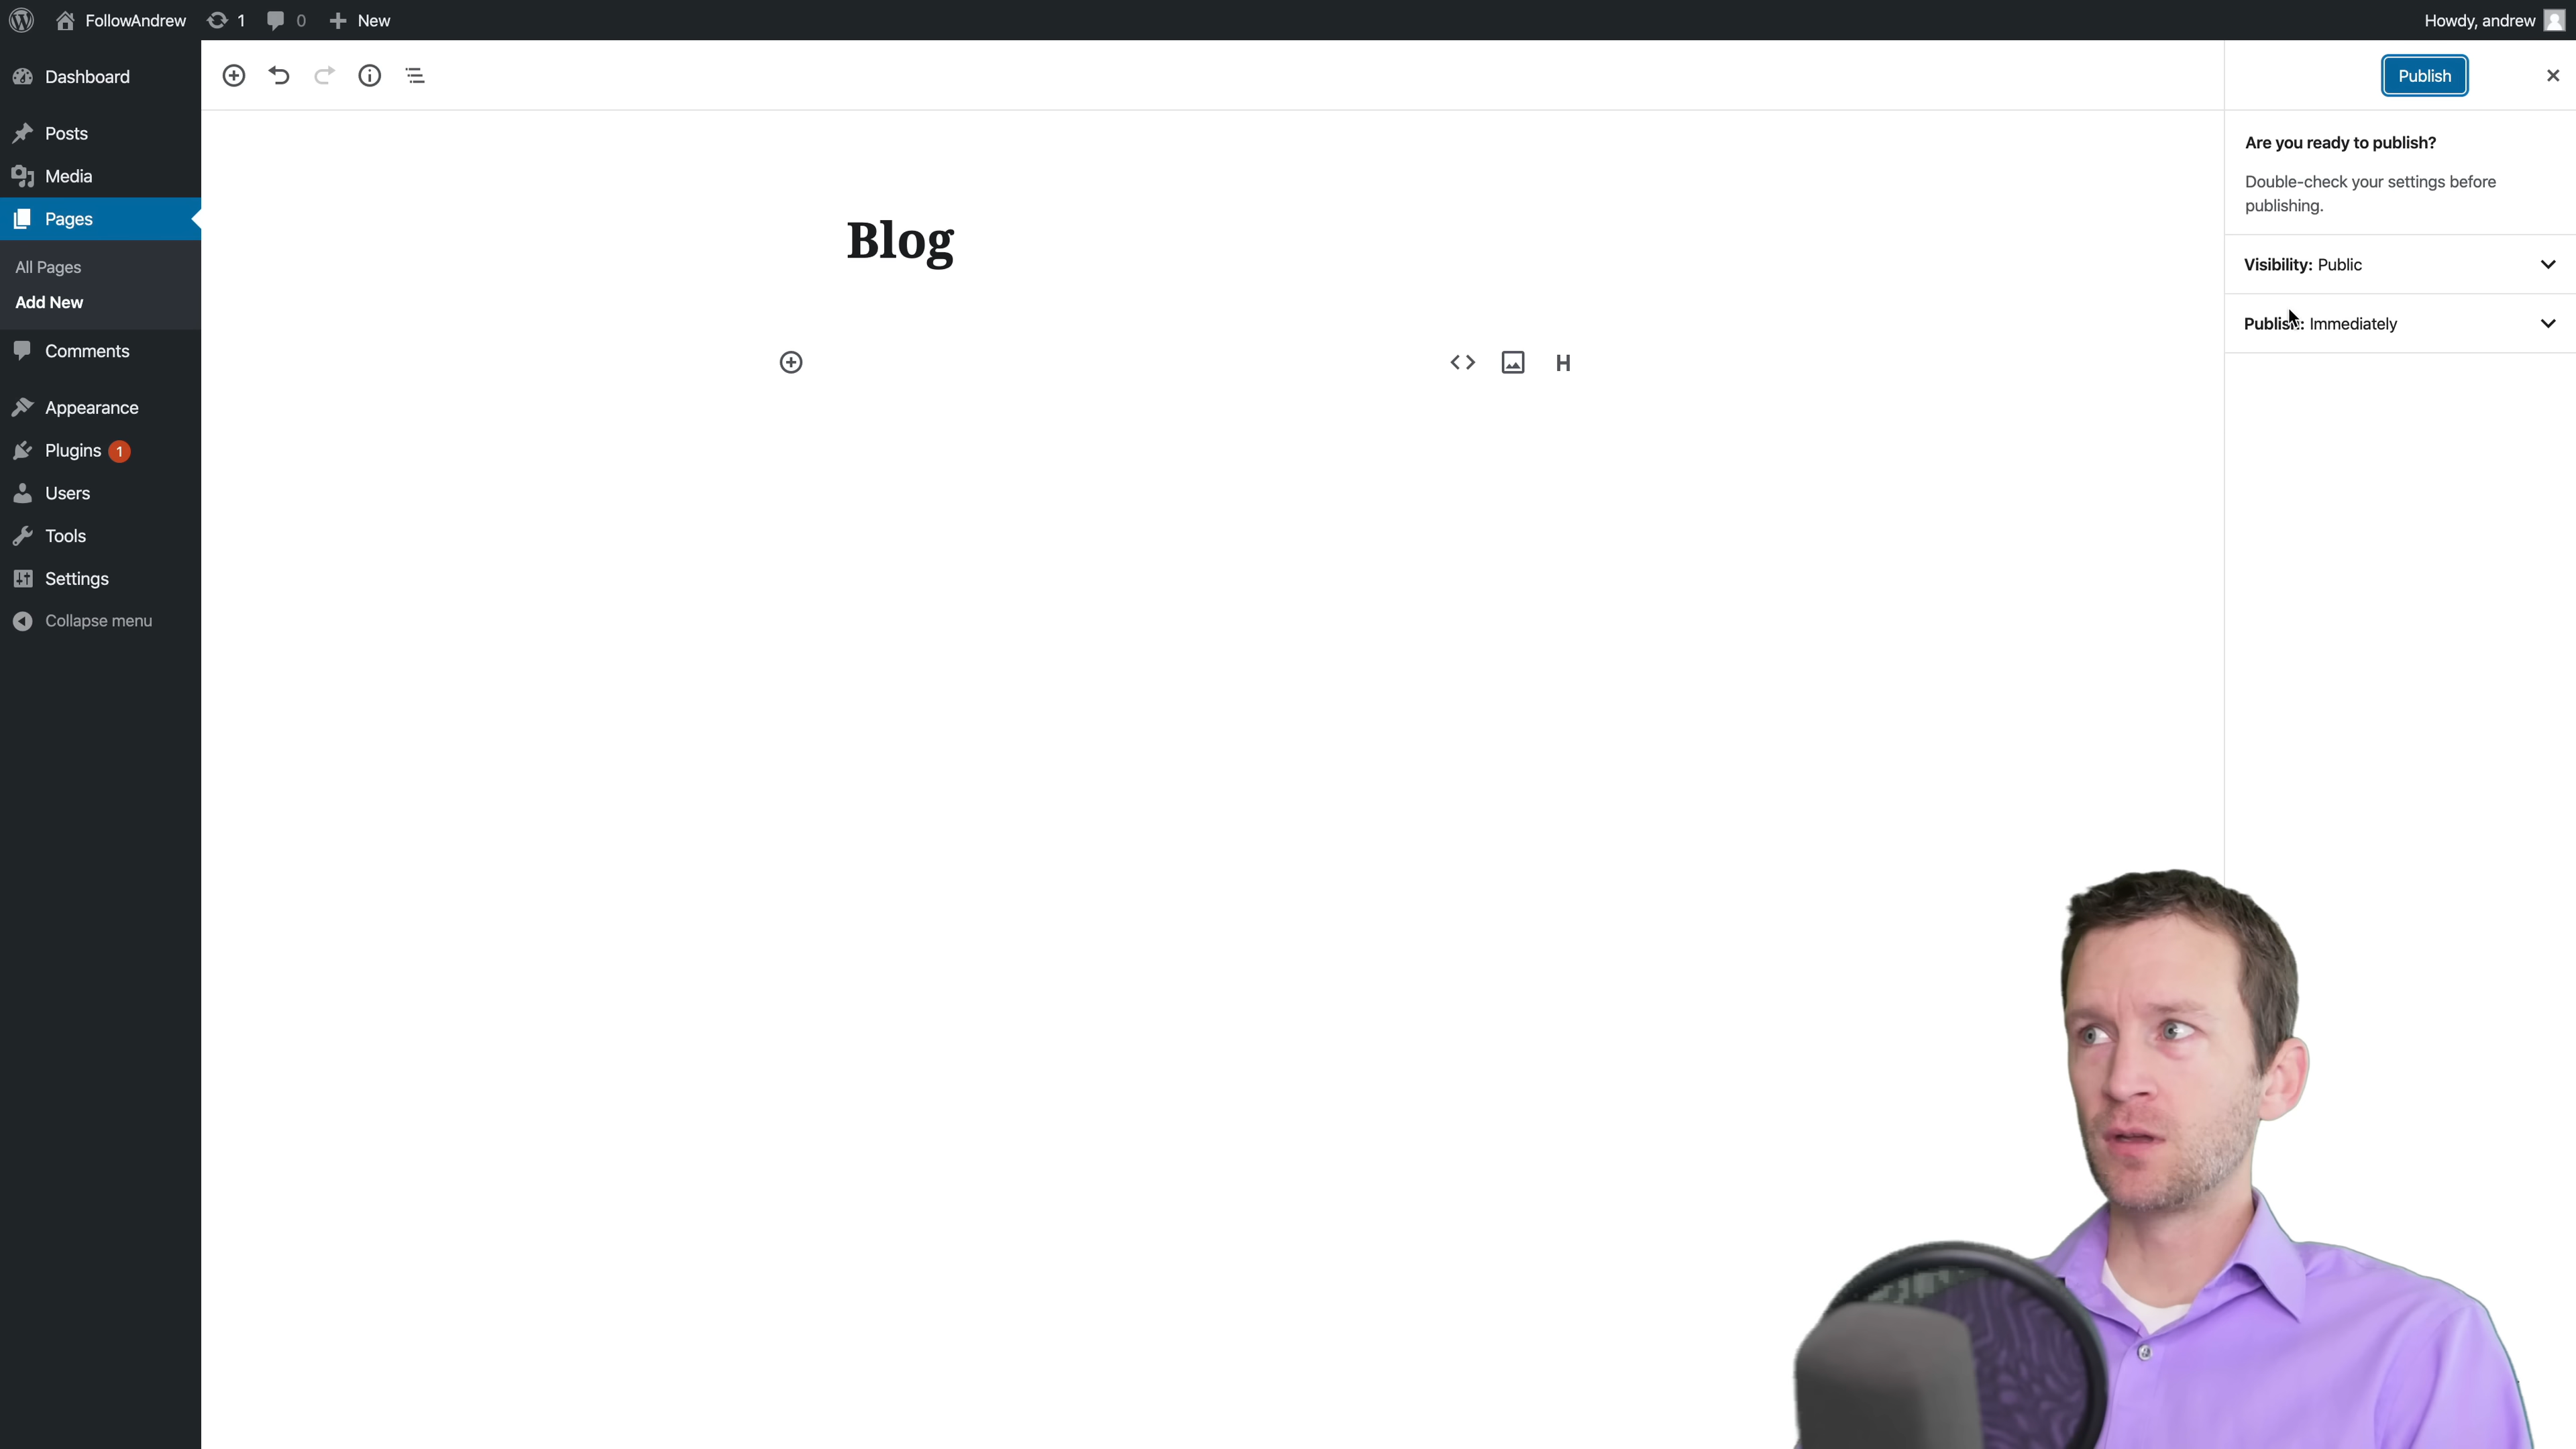 FollowAndrew 1 0 New Howdy, andrew
Dashboard
Posts
Media
Pages
All Pages
Add New
Comments
Appearance
Plugins 1
Users
Tools
Settings
Collapse menu
Blog
H
Publish
Are you ready to publish?
Double-check your settings before
publishing.
Visibility: Public
Publish: Immediately